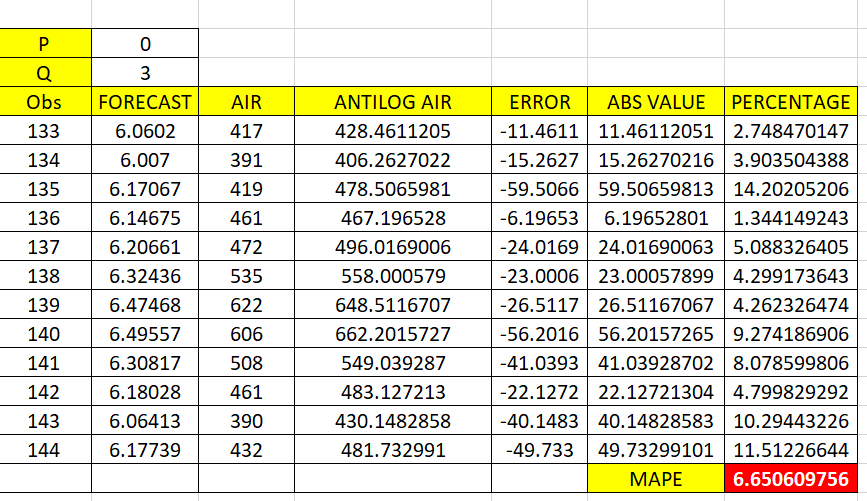 P 0
Q 3
Obs FORECAST AIR ANTILOG AIR ERROR ABS VALUE PERCENTAGE
133 6.0602 417 428.4611205 -11.4611 11.46112051 2.748470147
134 6.007 391 406.2627022 -15.2627 15.26270216 3.903504388
135 6.17067 419 478.5065981 -59.5066 59.50659813 14.20205206
136 6.14675 461 467.196528 -6.19653 6.19652801 1.344149243
137 6.20661 472 496.0169006 -24.0169 24.01690063 5.088326405
138 6.32436 535 558.000579 -23.0006 23.00057899 4.299173643
139 6.47468 622 648.5116707 -26.5117 26.51167067 4.262326474
140 6.49557 606 662.2015727 -56.2016 56.20157265 9.274186906
141 6.30817 508 549.039287 -41.0393 41.03928702 8.078599806
142 6.18028 461 483.127213 -22.1272 22.12721304 4.799829292
143 6.06413 390 430.1482858 -40.1483 40.14828583 10.29443226
144 6.17739 432 481.732991 -49.733 49.73299101 11.51226644
MAPE 6.650609756